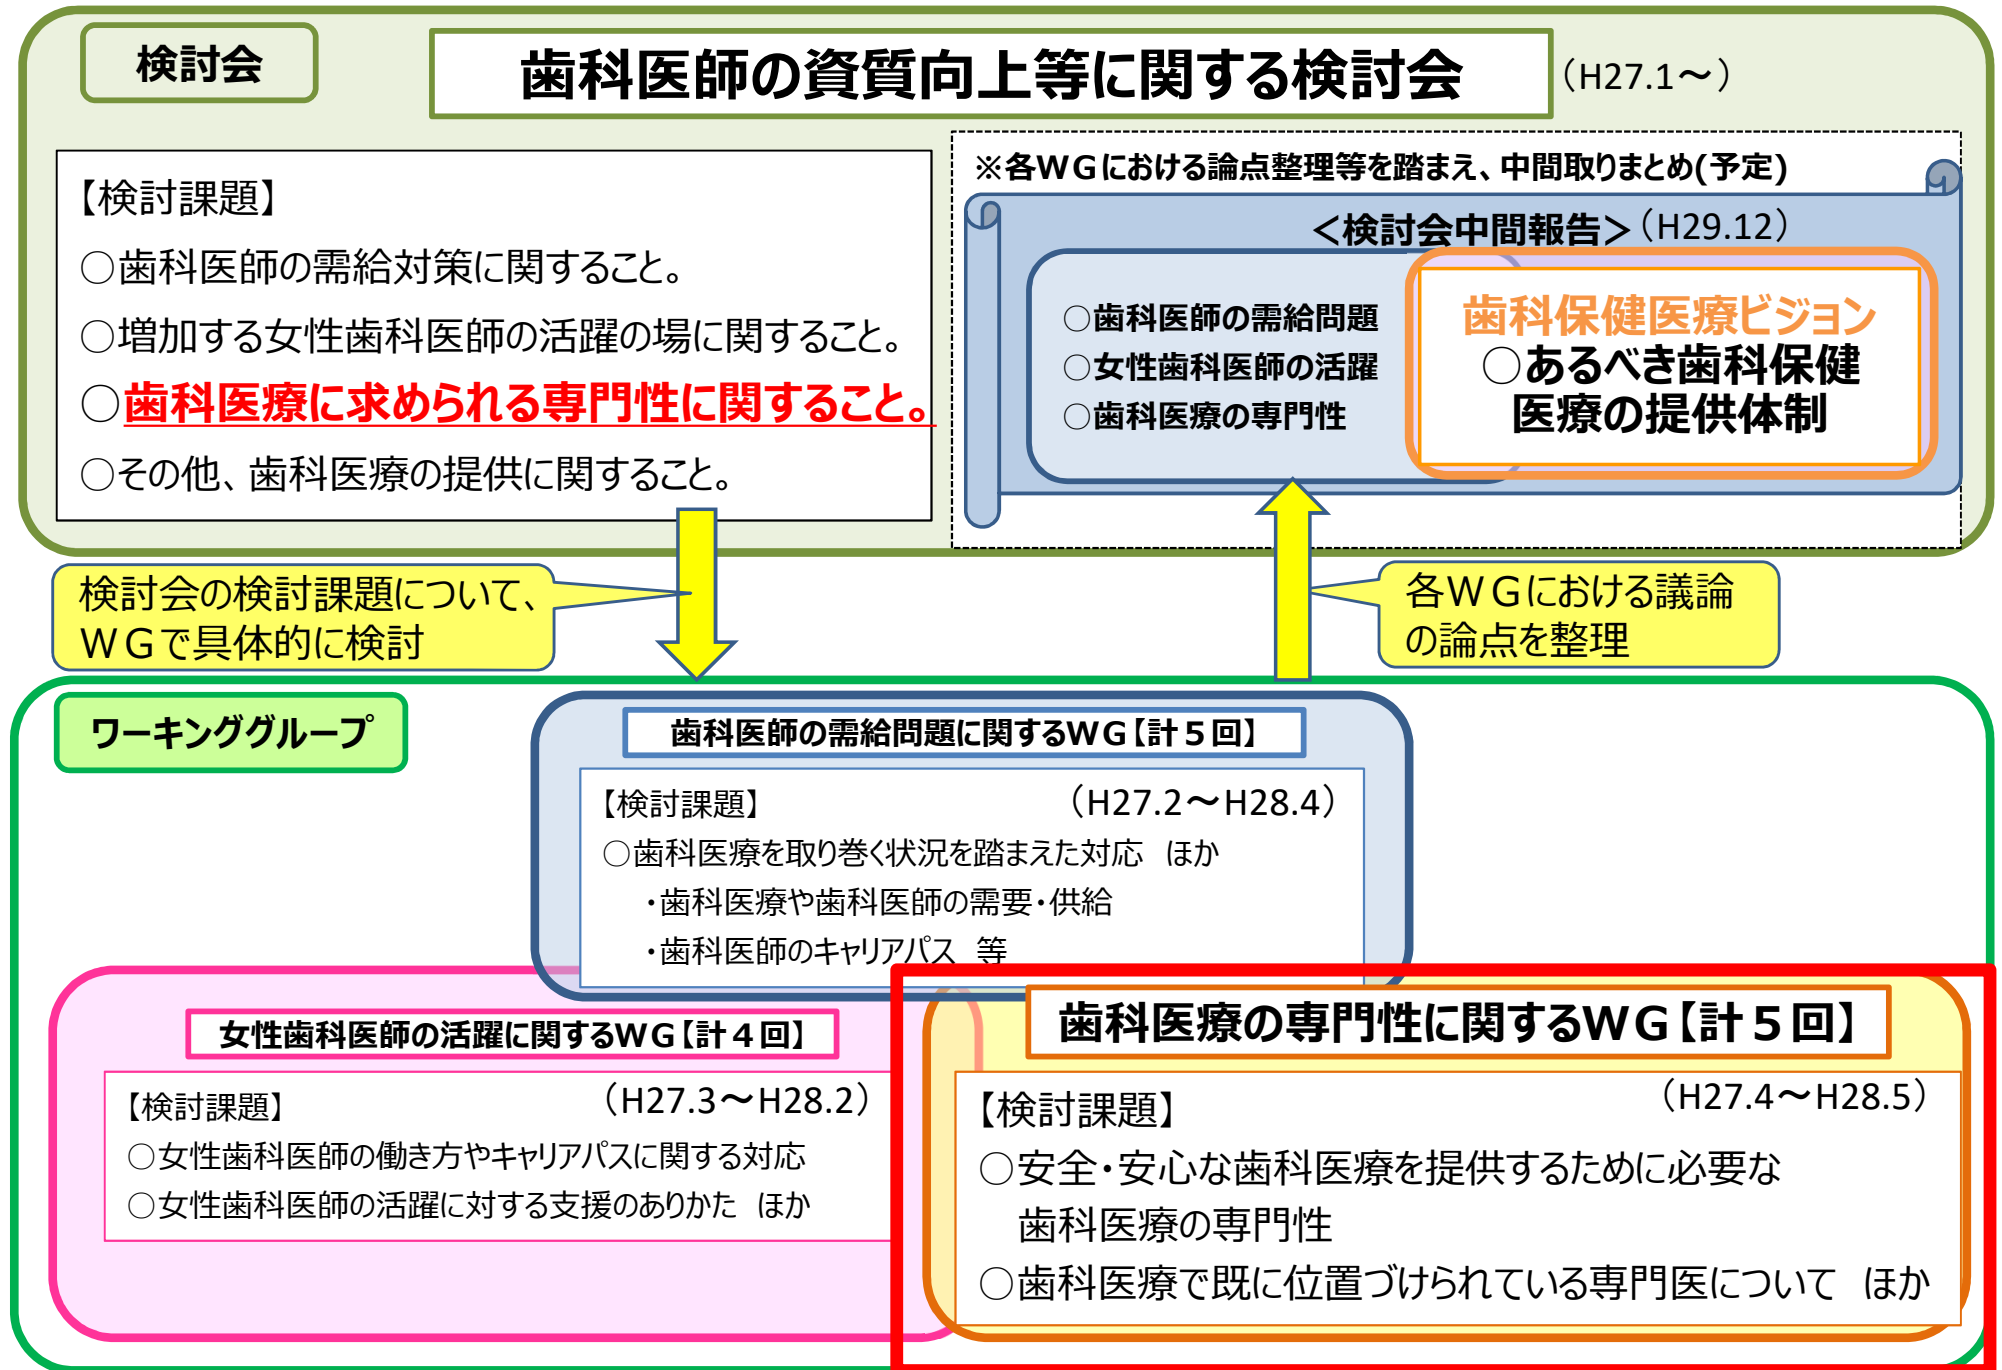 検討会
歯科医師の資質向上等に関する検討会
（H27.1～）
【検討課題】
○歯科医師の需給対策に関すること。
○増加する女性歯科医師の活躍の場に関すること。
○歯科医療に求められる専門性に関すること。
○その他、歯科医療の提供に関すること。
※各ＷＧにおける論点整理等を踏まえ、中間取りまとめ(予定)
＜検討会中間報告＞（H29.12）
○歯科医師の需給問題
○女性歯科医師の活躍
○歯科医療の専門性
歯科保健医療ビジョン
○あるべき歯科保健
医療の提供体制
検討会の検討課題について、
ＷＧで具体的に検討
各ＷＧにおける議論
の論点を整理
ワーキンググループ
歯科医師の需給問題に関するＷＧ【計５回】
【検討課題】
（H27.2～H28.4）
○歯科医療を取り巻く状況を踏まえた対応　ほか
・歯科医療や歯科医師の需要・供給
・歯科医師のキャリアパス　等
女性歯科医師の活躍に関するＷＧ【計４回】
【検討課題】
（H27.3～H28.2）
○女性歯科医師の働き方やキャリアパスに関する対応
○女性歯科医師の活躍に対する支援のありかた　ほか
歯科医療の専門性に関するＷＧ【計５回】
【検討課題】
（H27.4～H28.5）
○安全・安心な歯科医療を提供するために必要な
歯科医療の専門性
○歯科医療で既に位置づけられている専門医について　ほか